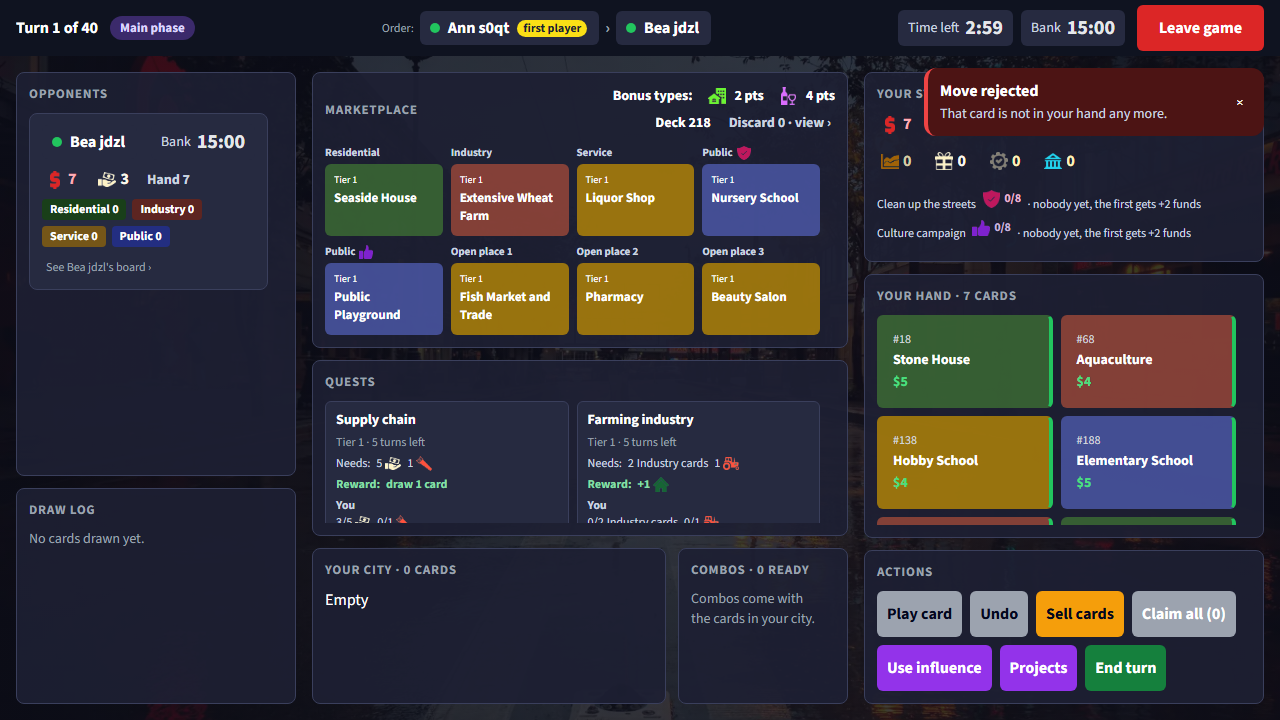 Turn 1 of 40 Main phase Order: Ann s0qt first player › Bea jdzl Time left 2:59 Bank 15:00 Leave game
OPPONENTS
Bea jdzl Bank 15:00
7 3 Hand 7
Residential 0 Industry 0
Service 0 Public 0
See Bea jdzl's board ›
DRAW LOG
No cards drawn yet.
MARKETPLACE
Bonus types: 2 pts 4 pts
Deck 218 Discard 0 · view ›
Residential Industry Service Public
Tier 1 Tier 1 Tier 1 Tier 1
Seaside House Extensive Wheat Farm Liquor Shop Nursery School
Public Open place 1 Open place 2 Open place 3
Tier 1 Tier 1 Tier 1 Tier 1
Public Playground Fish Market and Trade Pharmacy Beauty Salon
QUESTS
Supply chain
Tier 1 · 5 turns left
Needs: 5 1
Reward: draw 1 card
You
3/5 0/1
Farming industry
Tier 1 · 5 turns left
Needs: 2 Industry cards 1
Reward: +1
You
0/2 Industry cards 0/1
YOUR CITY · 0 CARDS
Empty
COMBOS · 0 READY
Combos come with
the cards in your city.
YOUR S
7
Move rejected
That card is not in your hand any more.
×
0 0 0 0
Clean up the streets 0/8 · nobody yet, the first gets +2 funds
Culture campaign 0/8 · nobody yet, the first gets +2 funds
YOUR HAND · 7 CARDS
#18
Stone House
$5
#68
Aquaculture
$4
#138
Hobby School
$4
#188
Elementary School
$5
ACTIONS
Play card Undo Sell cards Claim all (0)
Use influence Projects End turn